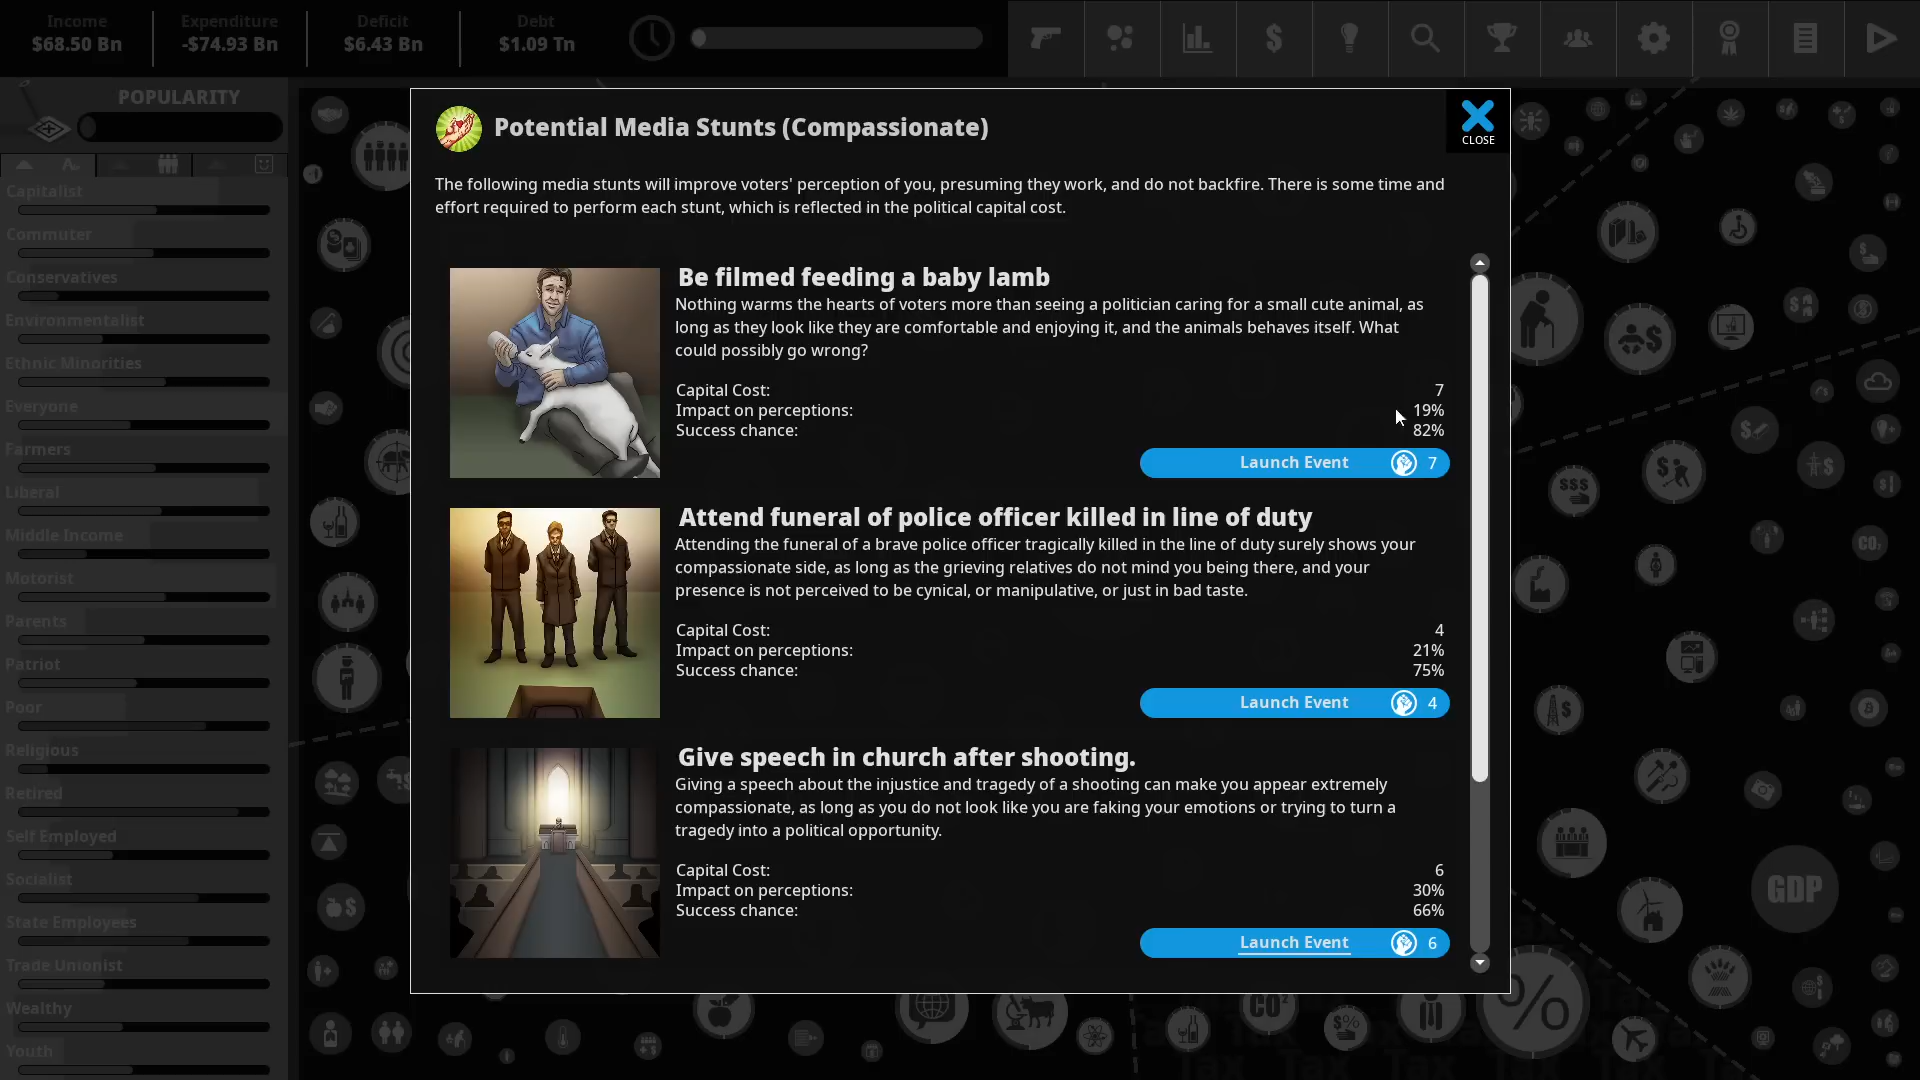 Income
$68.50 Bn
Expenditure
-$74.93 Bn
Deficit
$6.43 Bn
Debt
$1.09 Tn
POPULARITY
Capitalist
Commuter
Conservatives
Environmentalist
Ethnic Minorities
Everyone
Farmers
Liberal
Middle Income
Motorist
Parents
Patriot
Poor
Religious
Retired
Self Employed
Socialist
State Employees
Trade Unionist
Wealthy
Youth
Potential Media Stunts (Compassionate)
CLOSE
The following media stunts will improve voters' perception of you, presuming they work, and do not backfire. There is some time and
effort required to perform each stunt, which is reflected in the political capital cost.
Be filmed feeding a baby lamb
Nothing warms the hearts of voters more than seeing a politician caring for a small cute animal, as
long as they look like they are comfortable and enjoying it, and the animals behaves itself. What
could possibly go wrong?
Capital Cost: 7
Impact on perceptions: 19%
Success chance: 82%
Launch Event 7
Attend funeral of police officer killed in line of duty
Attending the funeral of a brave police officer tragically killed in the line of duty surely shows your
compassionate side, as long as the grieving relatives do not mind you being there, and your
presence is not perceived to be cynical, or manipulative, or just in bad taste.
Capital Cost: 4
Impact on perceptions: 21%
Success chance: 75%
Launch Event 4
Give speech in church after shooting.
Giving a speech about the injustice and tragedy of a shooting can make you appear extremely
compassionate, as long as you do not look like you are faking your emotions or trying to turn a
tragedy into a political opportunity.
Capital Cost: 6
Impact on perceptions: 30%
Success chance: 66%
Launch Event 6
CO₂
GDP
CO²
Tax Tax Tax Tax Tax